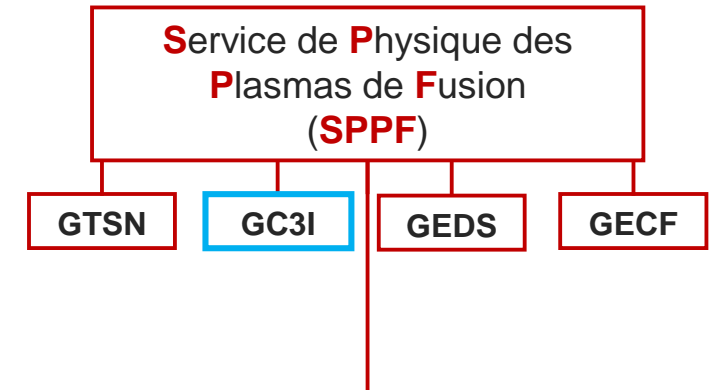 Service de Physique des
Plasmas de Fusion
(SPPF)
GTSN GC3I GEDS GECF